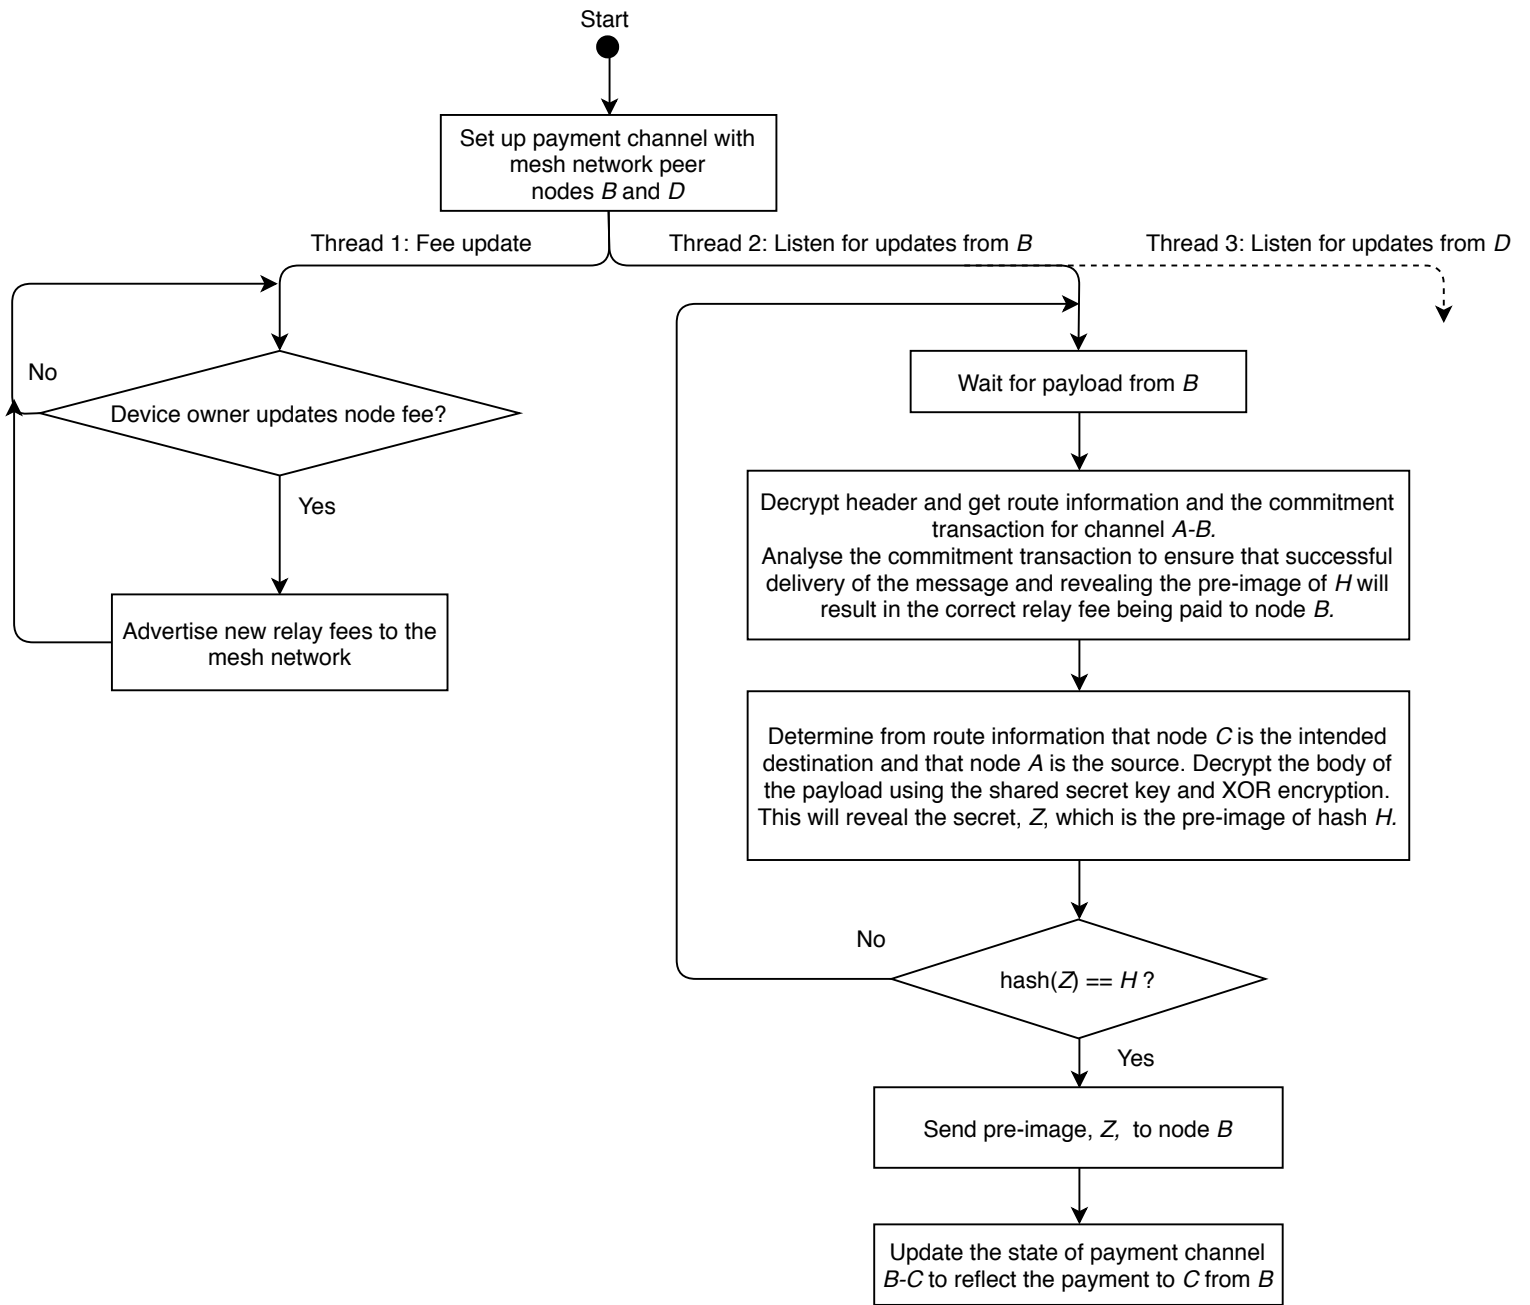 Start
Set up payment channel with
mesh network peer
nodes B and D
Thread 1: Fee update
Thread 2: Listen for updates from B
Thread 3: Listen for updates from D
No
Device owner updates node fee?
Yes
Advertise new relay fees to the
mesh network
Wait for payload from B
Decrypt header and get route information and the commitment
transaction for channel A-B.
Analyse the commitment transaction to ensure that successful
delivery of the message and revealing the pre-image of H will
result in the correct relay fee being paid to node B.
Determine from route information that node C is the intended
destination and that node A is the source. Decrypt the body of
the payload using the shared secret key and XOR encryption.
This will reveal the secret, Z, which is the pre-image of hash H.
No
hash(Z) == H ?
Yes
Send pre-image, Z, to node B
Update the state of payment channel
B-C to reflect the payment to C from B